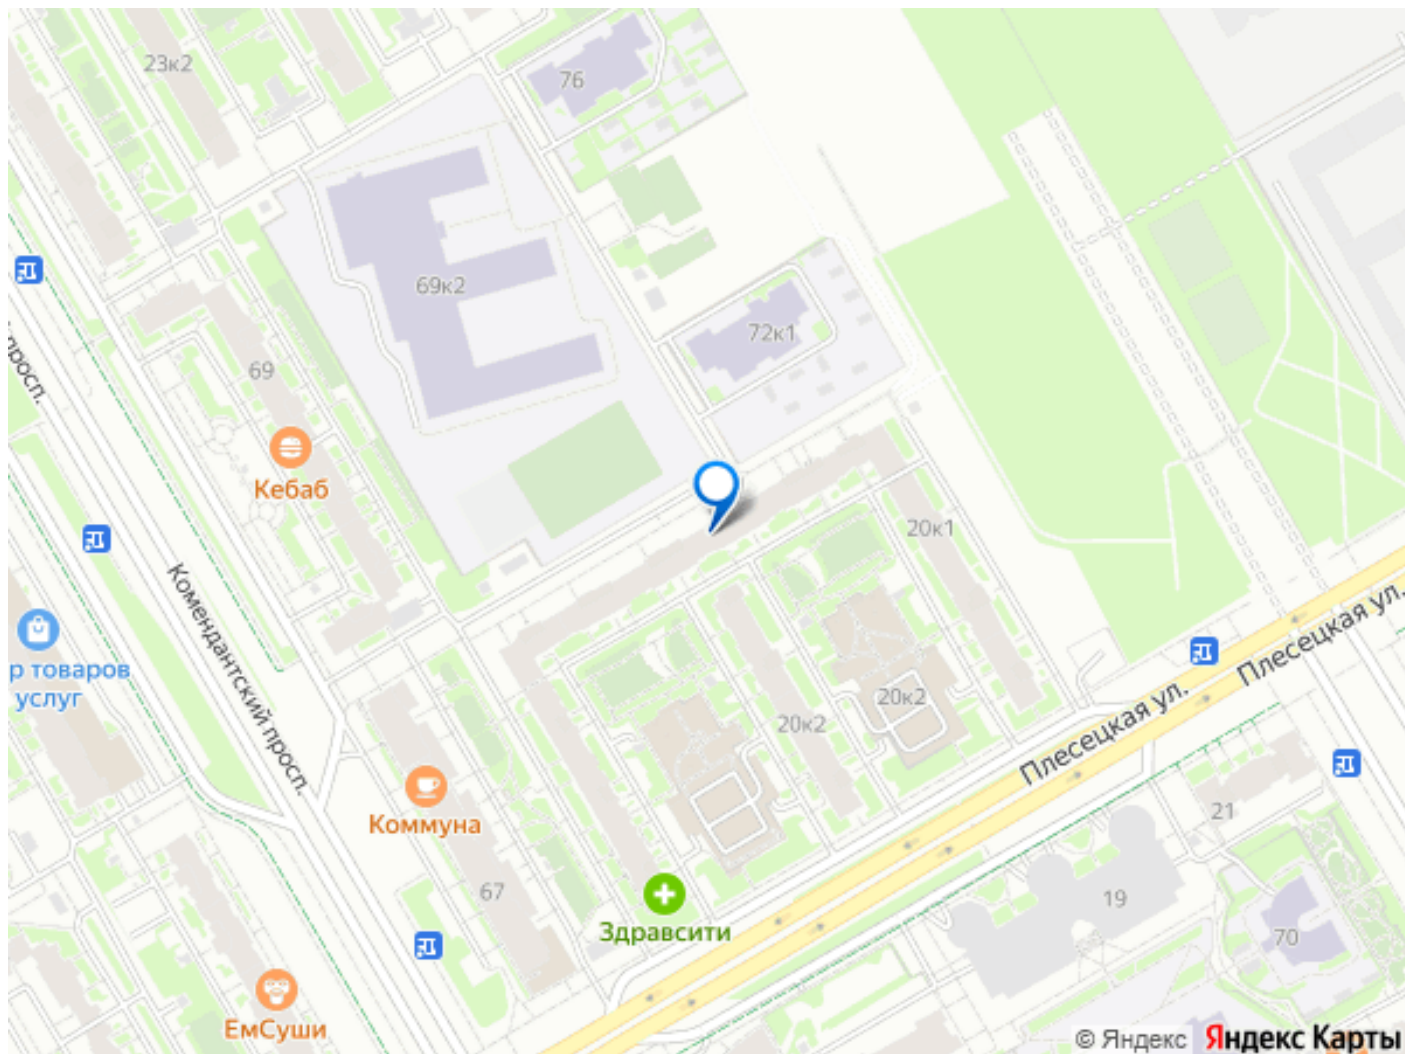 23к2
76
69к2
72к1
69
просп.
Кебаб
20к1
Комендантский просп.
р товаров
услуг
Плесецкая ул.
Плесецкая ул.
20к2
20к2
Коммуна
67
21
19
Здравсити
70
ЕмСуши
© Яндекс Яндекс Карты